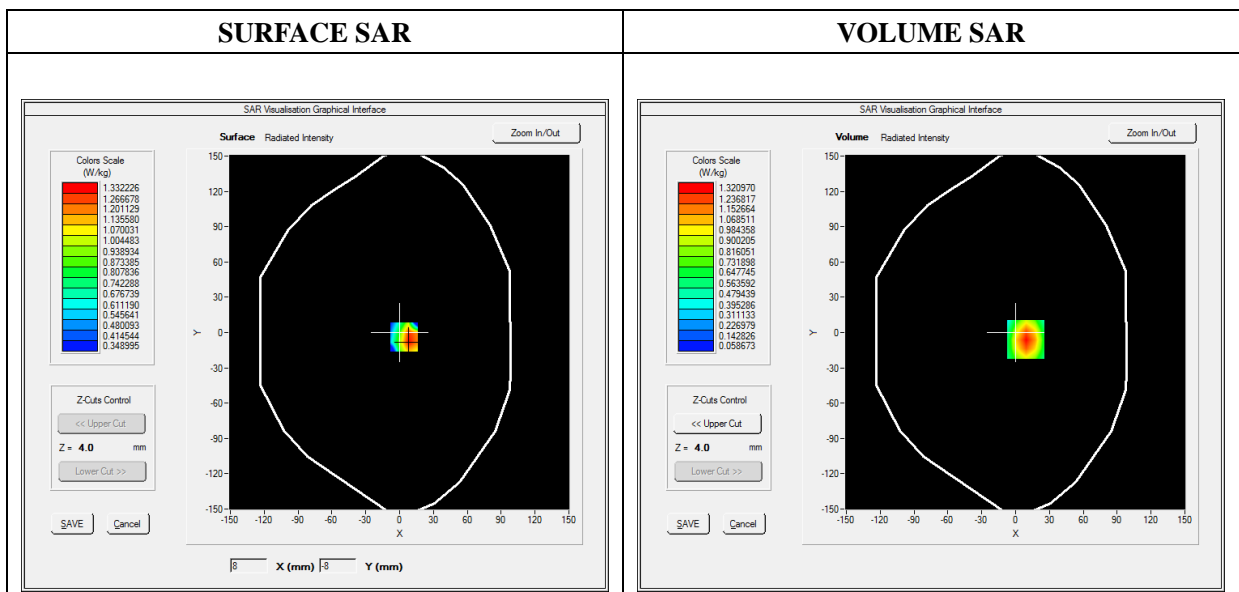 SURFACE SAR
VOLUME SAR
SAR Visualisation Graphical Interface
Surface Radiated Intensity
Zoom In/Out
Colors Scale
(W/kg)
1.332226
1.266678
1.201129
1.135580
1.070031
1.004483
0.938934
0.873385
0.807836
0.742288
0.676739
0.611190
0.545641
0.480093
0.414544
0.348995
Z-Cuts Control
<< Upper Cut
Z = 4.0 mm
Lower Cut >>
SAVE Cancel
150
120
90
60
30
0
-30
-60
-90
-120
-150
Y
-150 -120 -90 -60 -30 0 30 60 90 120 150
X
8 X (mm) -8 Y (mm)
SAR Visualisation Graphical Interface
Volume Radiated Intensity
Zoom In/Out
Colors Scale
(W/kg)
1.320970
1.236817
1.152664
1.068511
0.984358
0.900205
0.816051
0.731898
0.647745
0.563592
0.479439
0.395286
0.311133
0.226979
0.142826
0.058673
Z-Cuts Control
<< Upper Cut
Z = 4.0 mm
Lower Cut >>
SAVE Cancel
150
120
90
60
30
0
-30
-60
-90
-120
-150
Y
-150 -120 -90 -60 -30 0 30 60 90 120 150
X